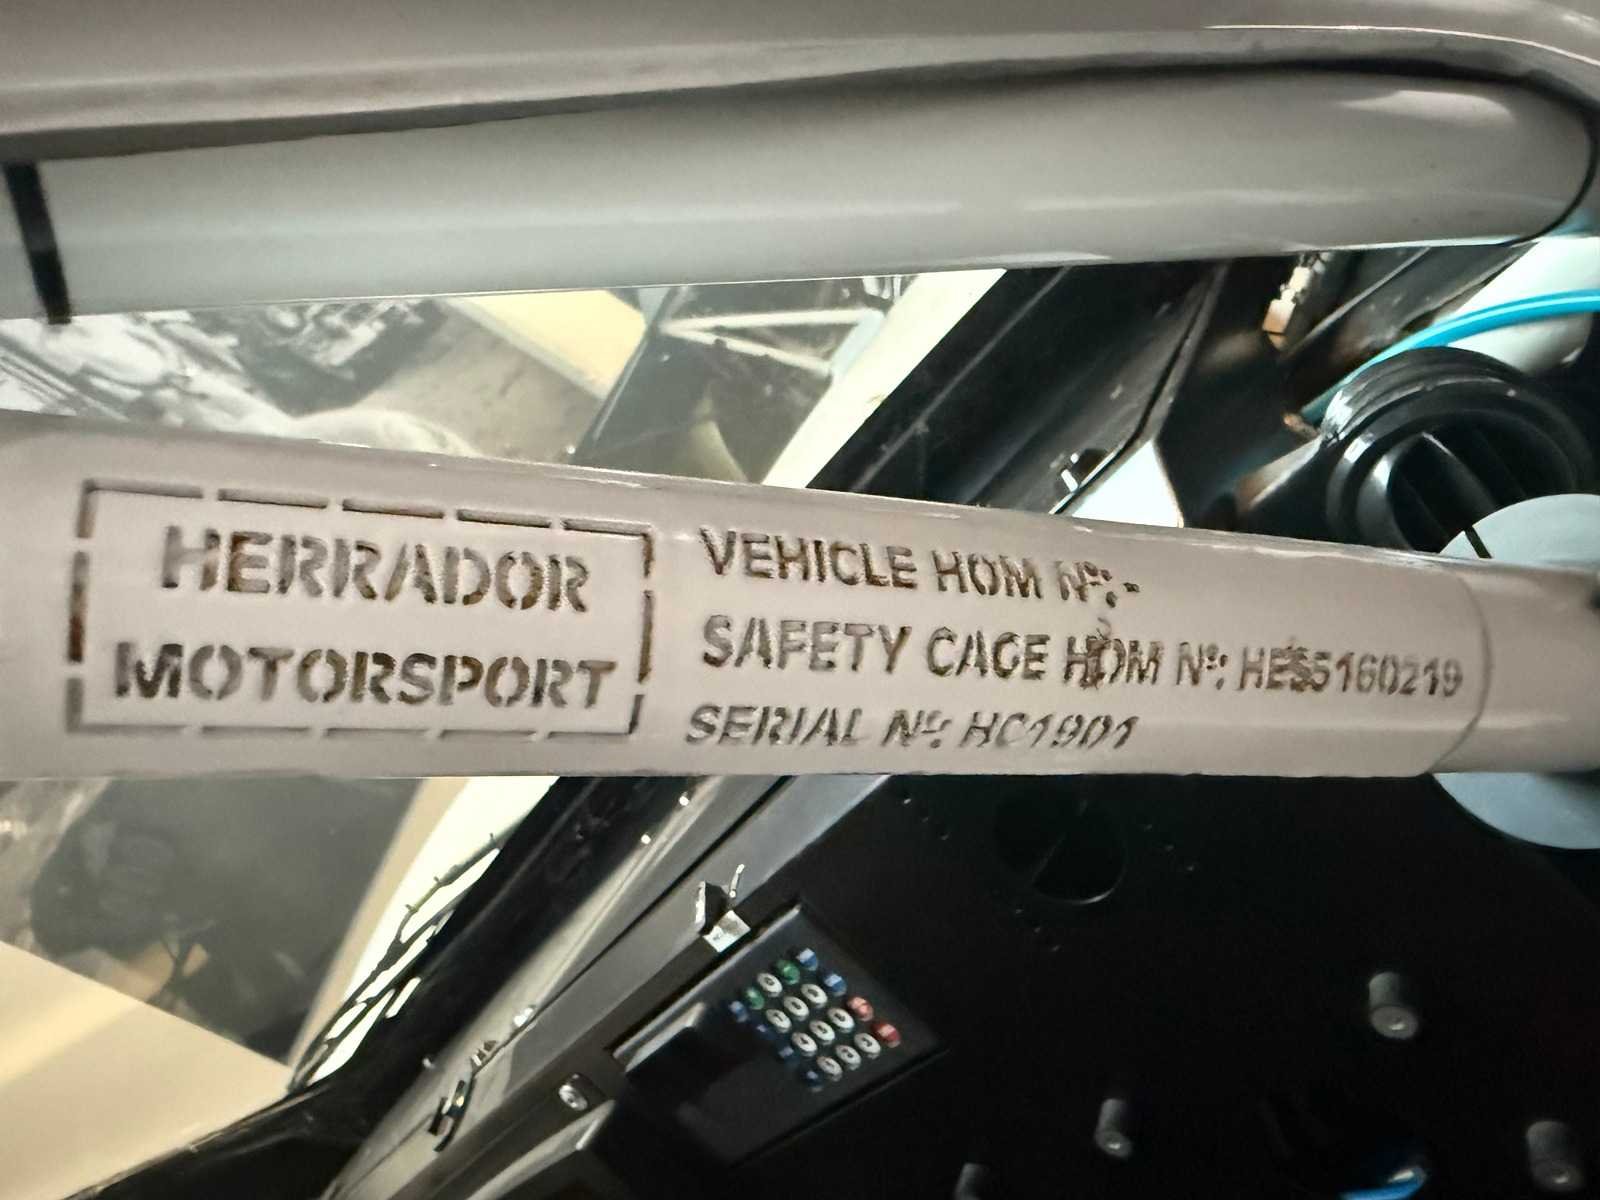 HERRADOR
MOTORSPORT
VEHICLE HOM Nº:-
SAFETY CAGE HOM Nº: HES5160219
SERIAL Nº: HC1901